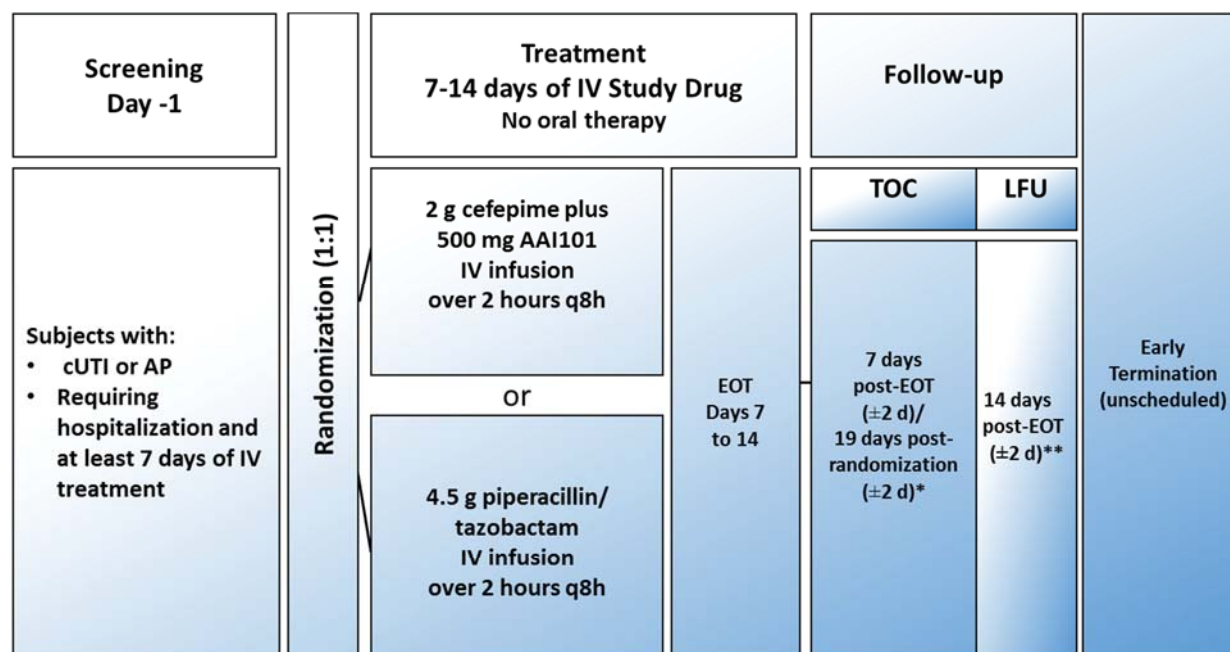 Screening
Day -1
Treatment
7-14 days of IV Study Drug
No oral therapy
Follow-up
Randomization (1:1)
Subjects with:
• cUTI or AP
• Requiring
hospitalization and
at least 7 days of IV
treatment
2 g cefepime plus
500 mg AAI101
IV infusion
over 2 hours q8h
or
4.5 g piperacillin/
tazobactam
IV infusion
over 2 hours q8h
EOT
Days 7
to 14
TOC
LFU
7 days
post-EOT
(±2 d)/
19 days post-
randomization
(±2 d)*
14 days
post-EOT
(±2 d)**
Early
Termination
(unscheduled)